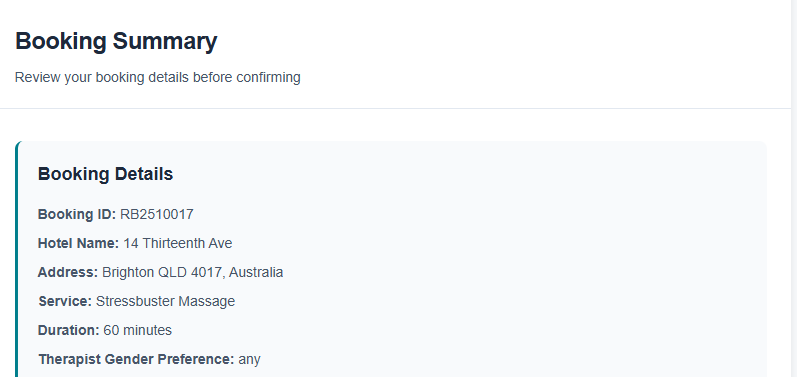 Booking Summary
Review your booking details before confirming
Booking Details
Booking ID: RB2510017
Hotel Name: 14 Thirteenth Ave
Address: Brighton QLD 4017, Australia
Service: Stressbuster Massage
Duration: 60 minutes
Therapist Gender Preference: any